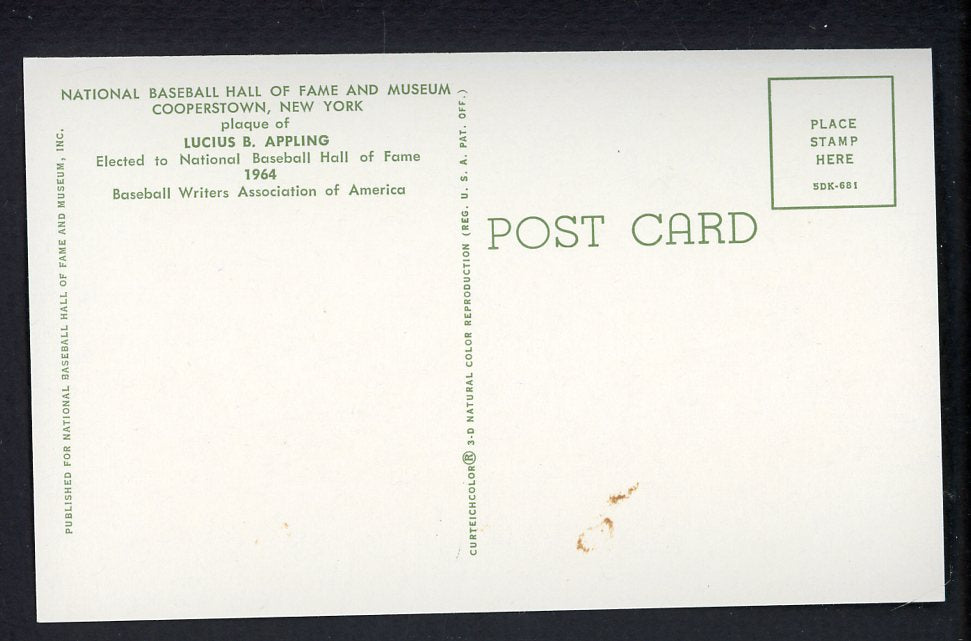 NATIONAL BASEBALL HALL OF FAME AND MUSEUM
COOPERSTOWN, NEW YORK
plaque of
LUCIUS B. APPLING
Elected to National Baseball Hall of Fame
1964
Baseball Writers Association of America
PUBLISHED FOR NATIONAL BASEBALL HALL OF FAME AND MUSEUM, INC.
CURTEICHCOLOR® 3-D NATURAL COLOR REPRODUCTION (REG. U. S. A. PAT. OFF.)
POST CARD
PLACE
STAMP
HERE
5DK-681